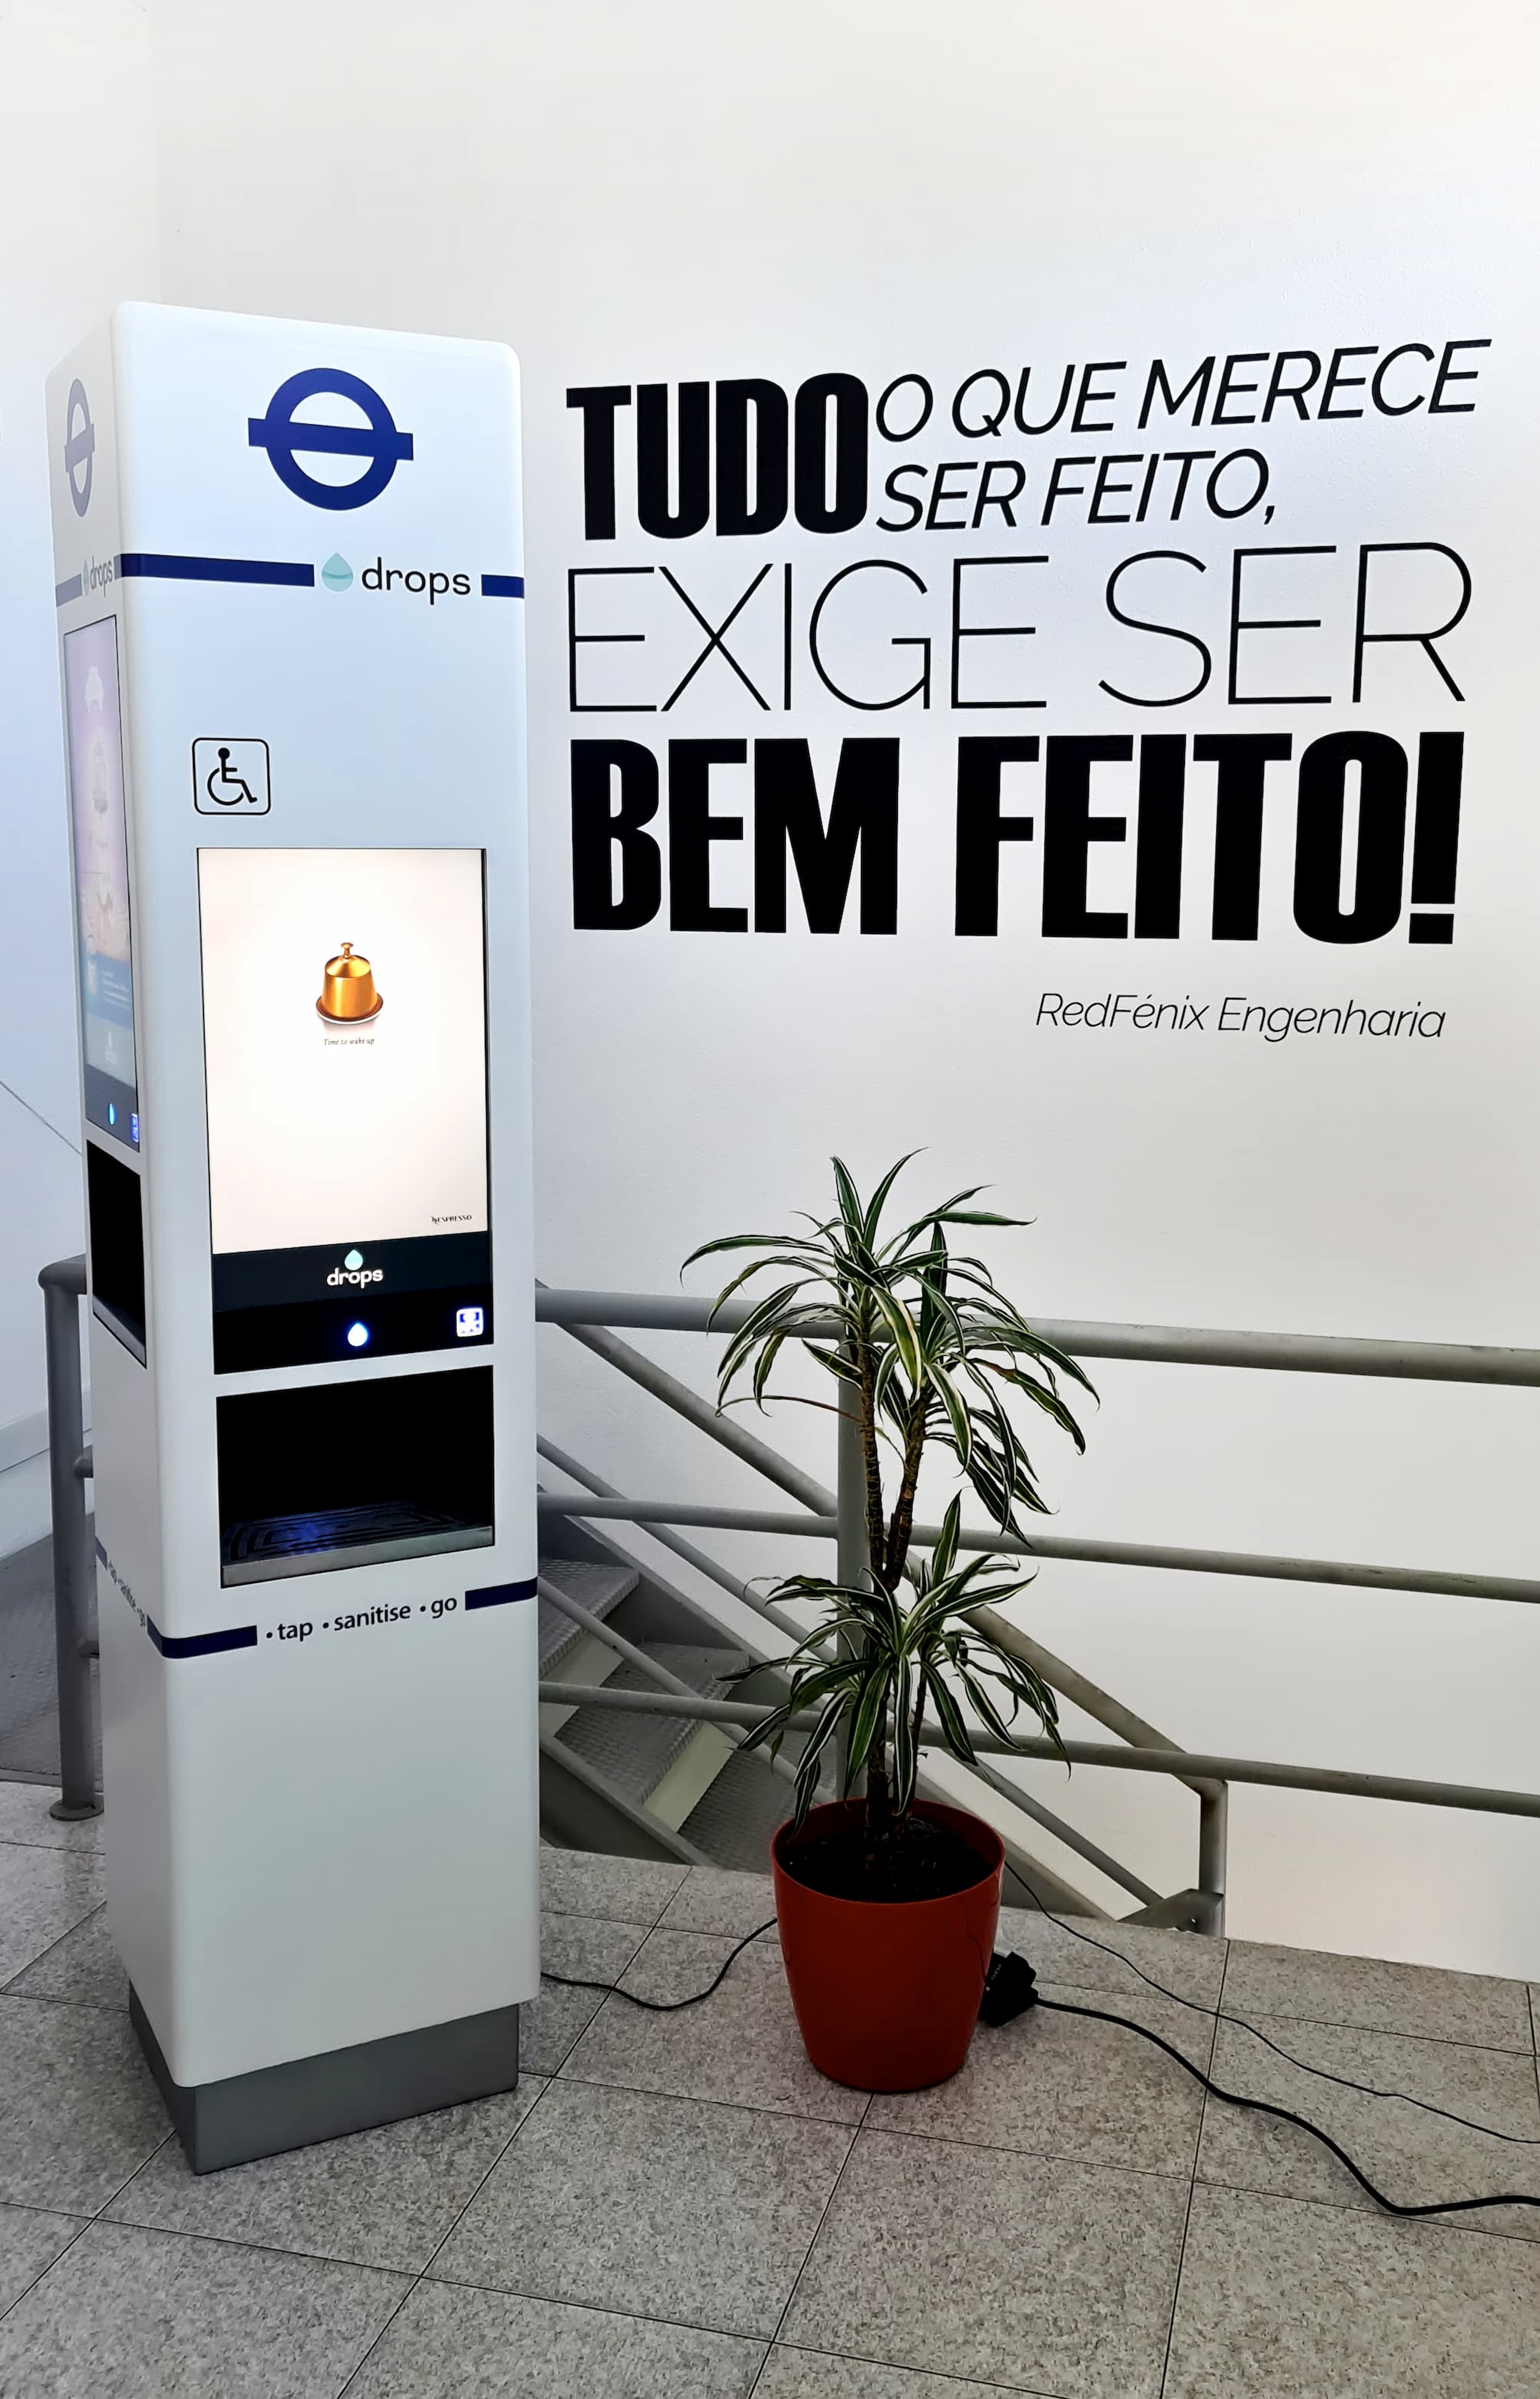 drops
drops
Time to wake up
NESPRESSO
drops
• tap • sanitise • go
TUDO O QUE MERECE
SER FEITO,
EXIGE SER
BEM FEITO!
RedFénix Engenharia